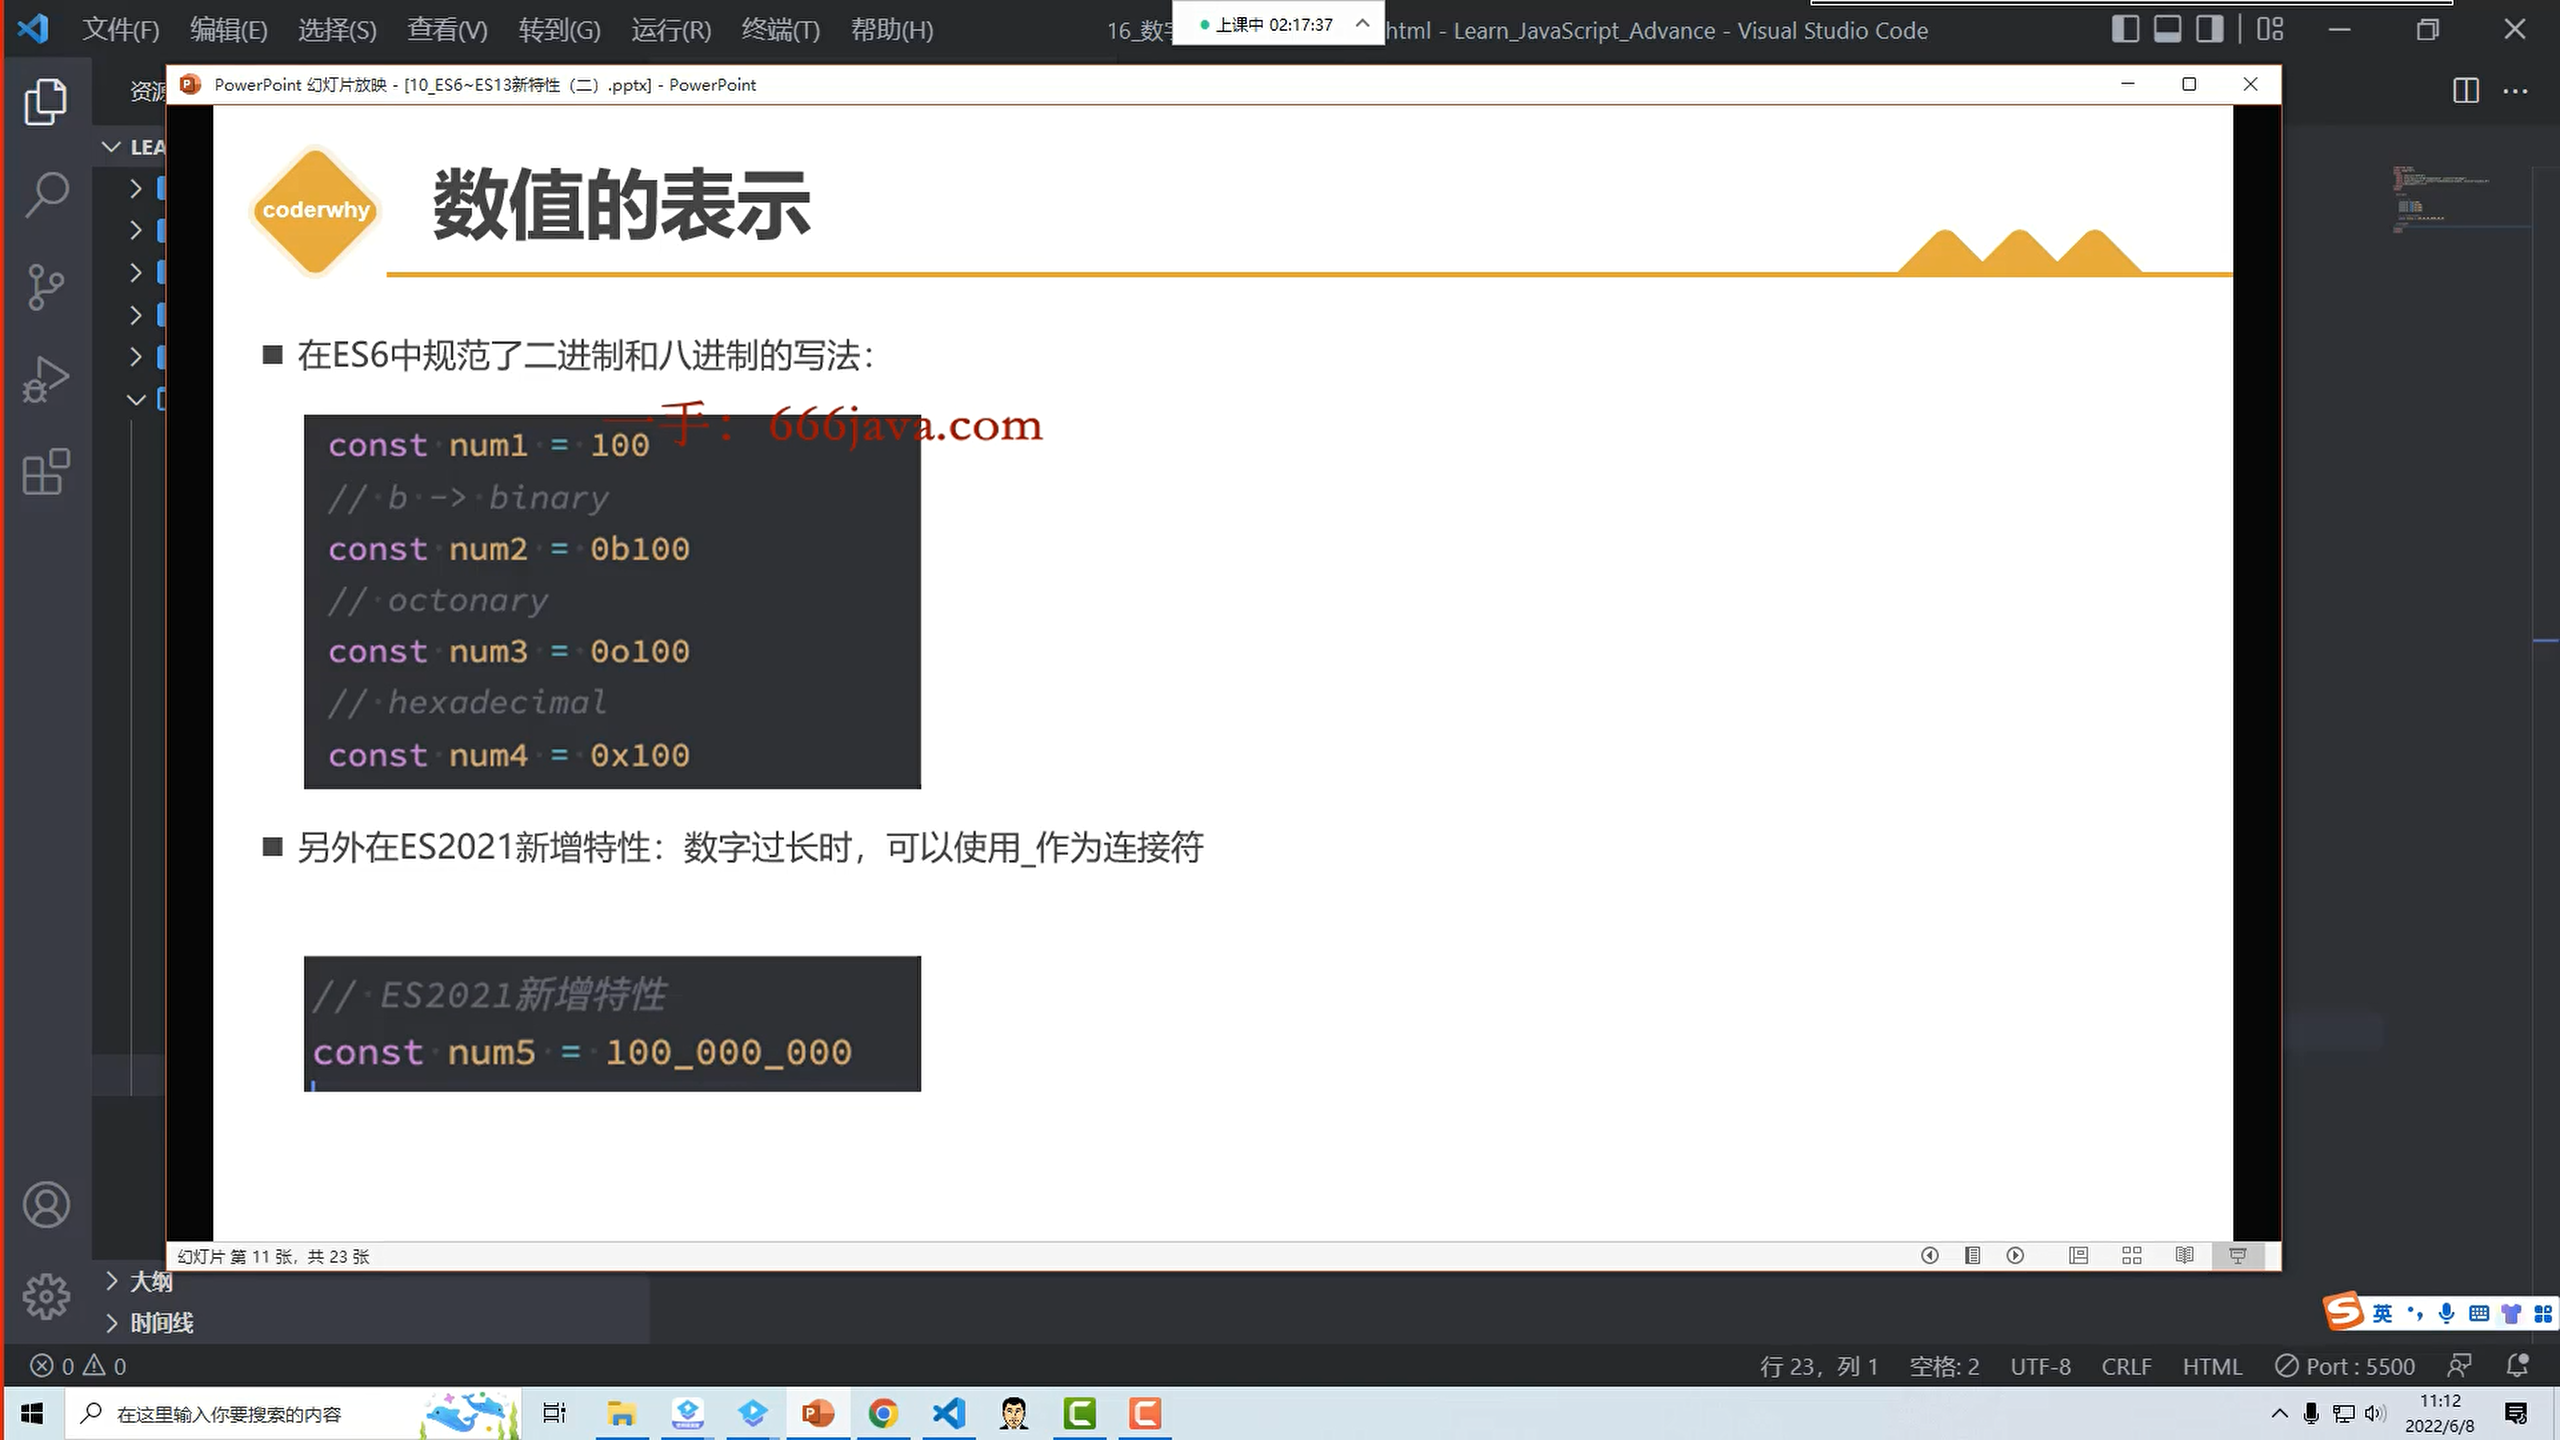 文件(F) 编辑(E) 选择(S) 查看(V) 转到(G) 运行(R) 终端(T) 帮助(H)
16_数字
上课中 02:17:37
html - Learn_JavaScript_Advance - Visual Studio Code
资源
PowerPoint 幻灯片放映 - [10_ES6~ES13新特性（二）.pptx] - PowerPoint
LEA
coderwhy
数值的表示
在ES6中规范了二进制和八进制的写法：
一手：666java.com
const num1 = 100
// b -> binary
const num2 = 0b100
// octonary
const num3 = 0o100
// hexadecimal
const num4 = 0x100
另外在ES2021新增特性：数字过长时，可以使用_作为连接符
// ES2021新增特性
const num5 = 100_000_000
幻灯片 第 11 张，共 23 张
大纲
时间线
英
0 0
行 23，列 1 空格: 2 UTF-8 CRLF HTML Port : 5500
在这里输入你要搜索的内容
11:12
2022/6/8